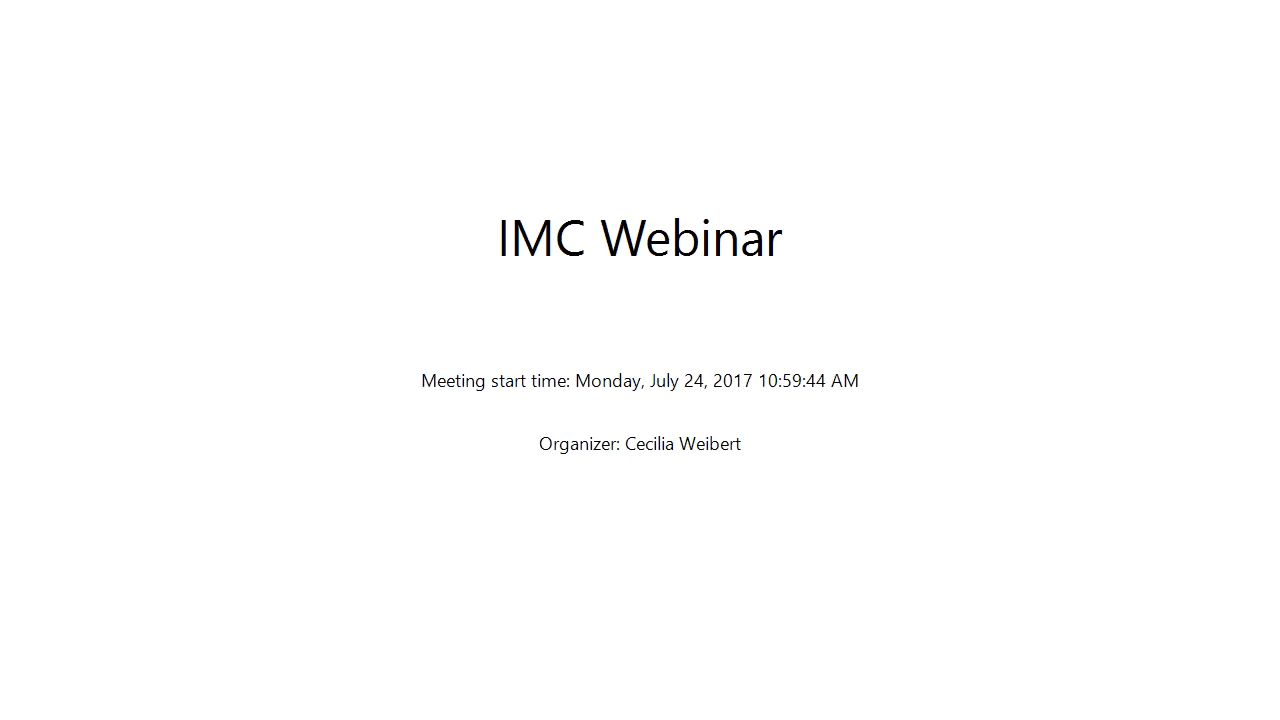 IMC Webinar
Meeting start time: Monday, July 24, 2017 10:59:44 AM
Organizer: Cecilia Weibert